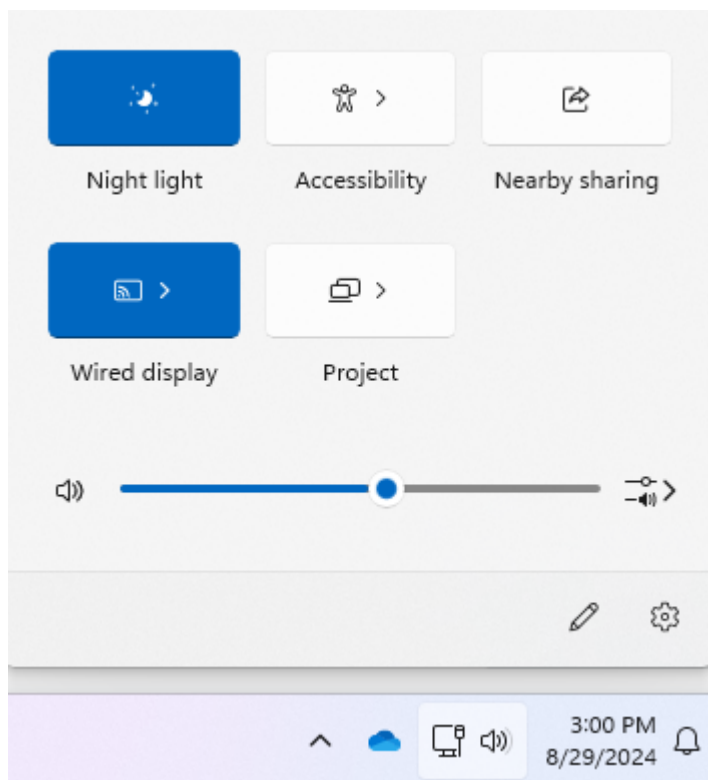 Night light
Accessibility
Nearby sharing
Wired display
Project
3:00 PM
8/29/2024